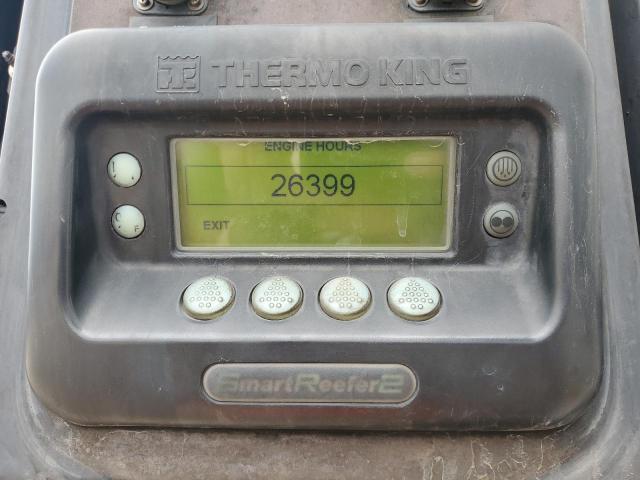 THERMO KING
ENGINE HOURS
26399
EXIT
SmartReefer2